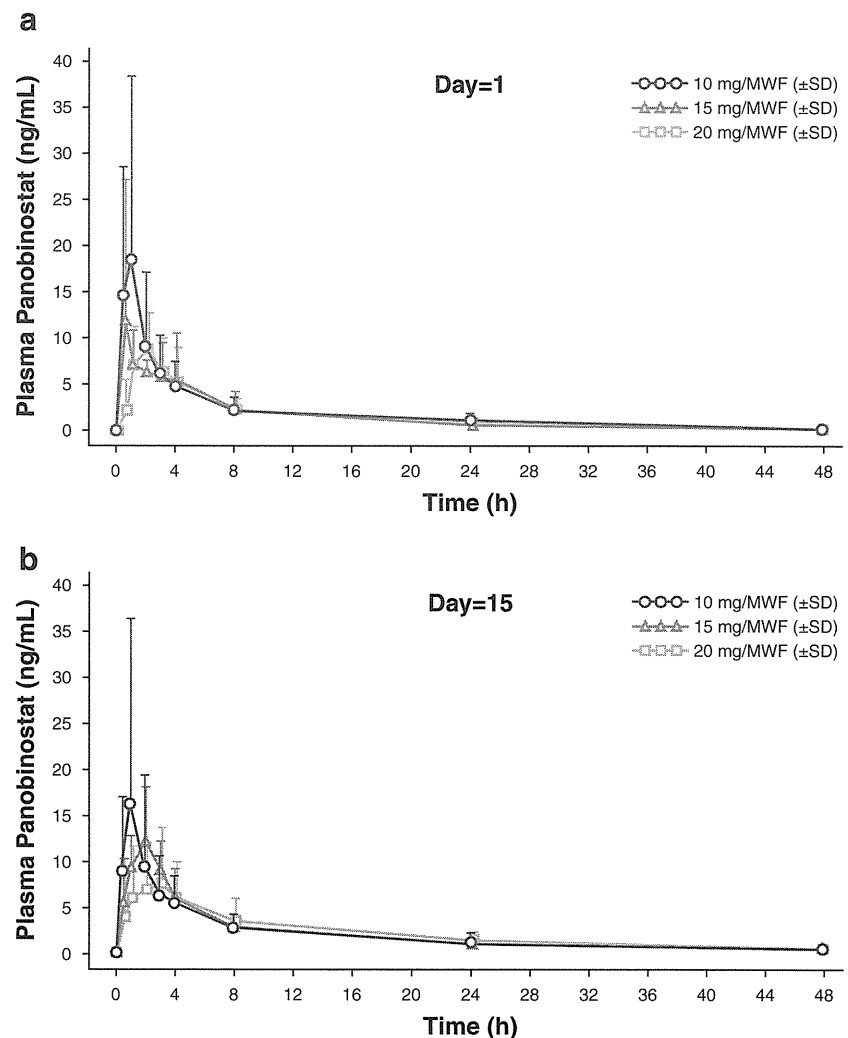 a
Day=1
10 mg/MWF (±SD)
15 mg/MWF (±SD)
20 mg/MWF (±SD)
Plasma Panobinostat (ng/mL)
40
35
30
25
20
15
10
5
0
0 4 8 12 16 20 24 28 32 36 40 44 48
Time (h)
b
Day=15
10 mg/MWF (±SD)
15 mg/MWF (±SD)
20 mg/MWF (±SD)
Plasma Panobinostat (ng/mL)
40
35
30
25
20
15
10
5
0
0 4 8 12 16 20 24 28 32 36 40 44 48
Time (h)